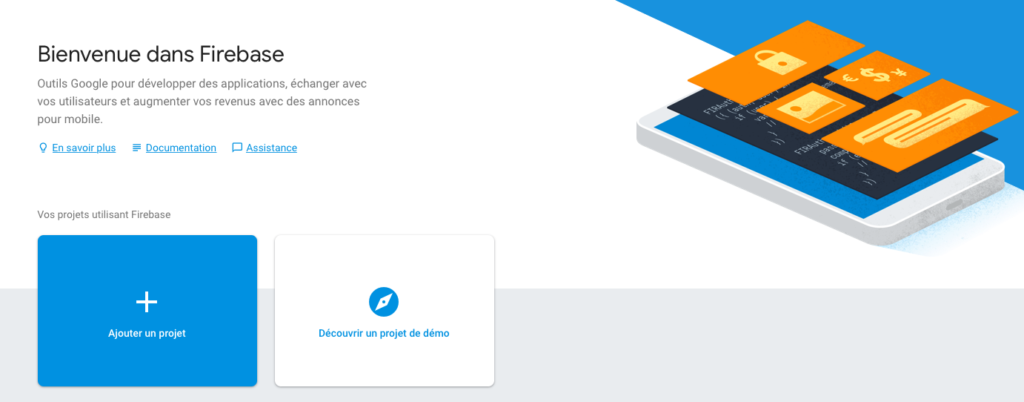 Bienvenue dans Firebase
Outils Google pour développer des applications, échanger avec
vos utilisateurs et augmenter vos revenus avec des annonces
pour mobile.
En savoir plus Documentation Assistance
Vos projets utilisant Firebase
Ajouter un projet Découvrir un projet de démo